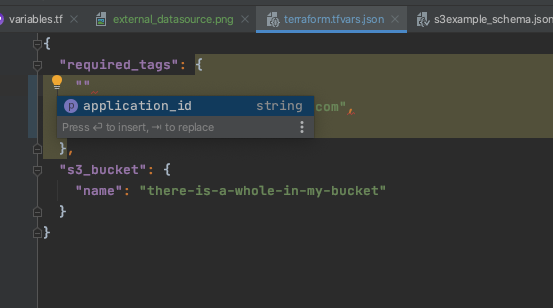 variables.tf external_datasource.png terraform.tfvars.json s3example_schema.json
{
"required_tags": {
""
application_id string
com",
Press ⏎ to insert, ⇥ to replace
},
"s3_bucket": {
"name": "there-is-a-whole-in-my-bucket"
}
}